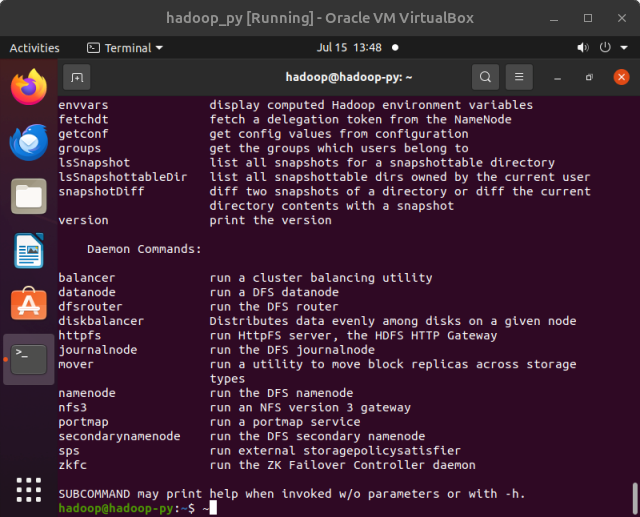 hadoop_py [Running] - Oracle VM VirtualBox
Activities Terminal Jul 15 13:48
hadoop@hadoop-py: ~
envvars display computed Hadoop environment variables
fetchdt fetch a delegation token from the NameNode
getconf get config values from configuration
groups get the groups which users belong to
lsSnapshot list all snapshots for a snapshottable directory
lsSnapshottableDir list all snapshottable dirs owned by the current user
snapshotDiff diff two snapshots of a directory or diff the current
directory contents with a snapshot
version print the version
Daemon Commands:
balancer run a cluster balancing utility
datanode run a DFS datanode
dfsrouter run the DFS router
diskbalancer Distributes data evenly among disks on a given node
httpfs run HttpFS server, the HDFS HTTP Gateway
journalnode run the DFS journalnode
mover run a utility to move block replicas across storage
types
namenode run the DFS namenode
nfs3 run an NFS version 3 gateway
portmap run a portmap service
secondarynamenode run the DFS secondary namenode
sps run external storagepolicysatisfier
zkfc run the ZK Failover Controller daemon
SUBCOMMAND may print help when invoked w/o parameters or with -h.
hadoop@hadoop-py:~$ ~